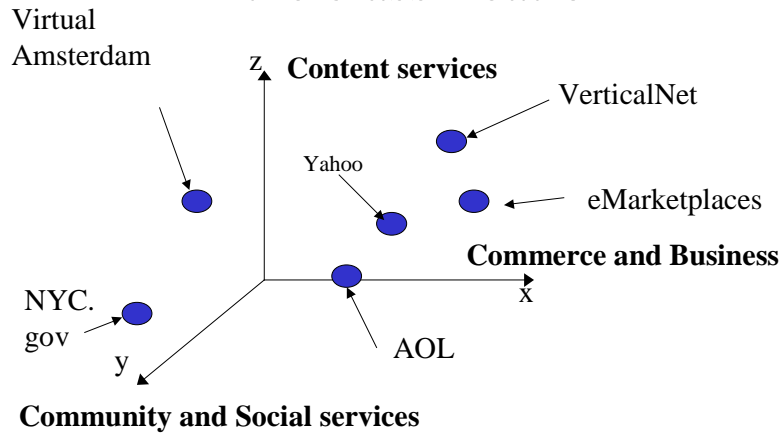 Virtual
Amsterdam
z
Content services
VerticalNet
Yahoo
eMarketplaces
Commerce and Business
x
NYC.
gov
AOL
y
Community and Social services